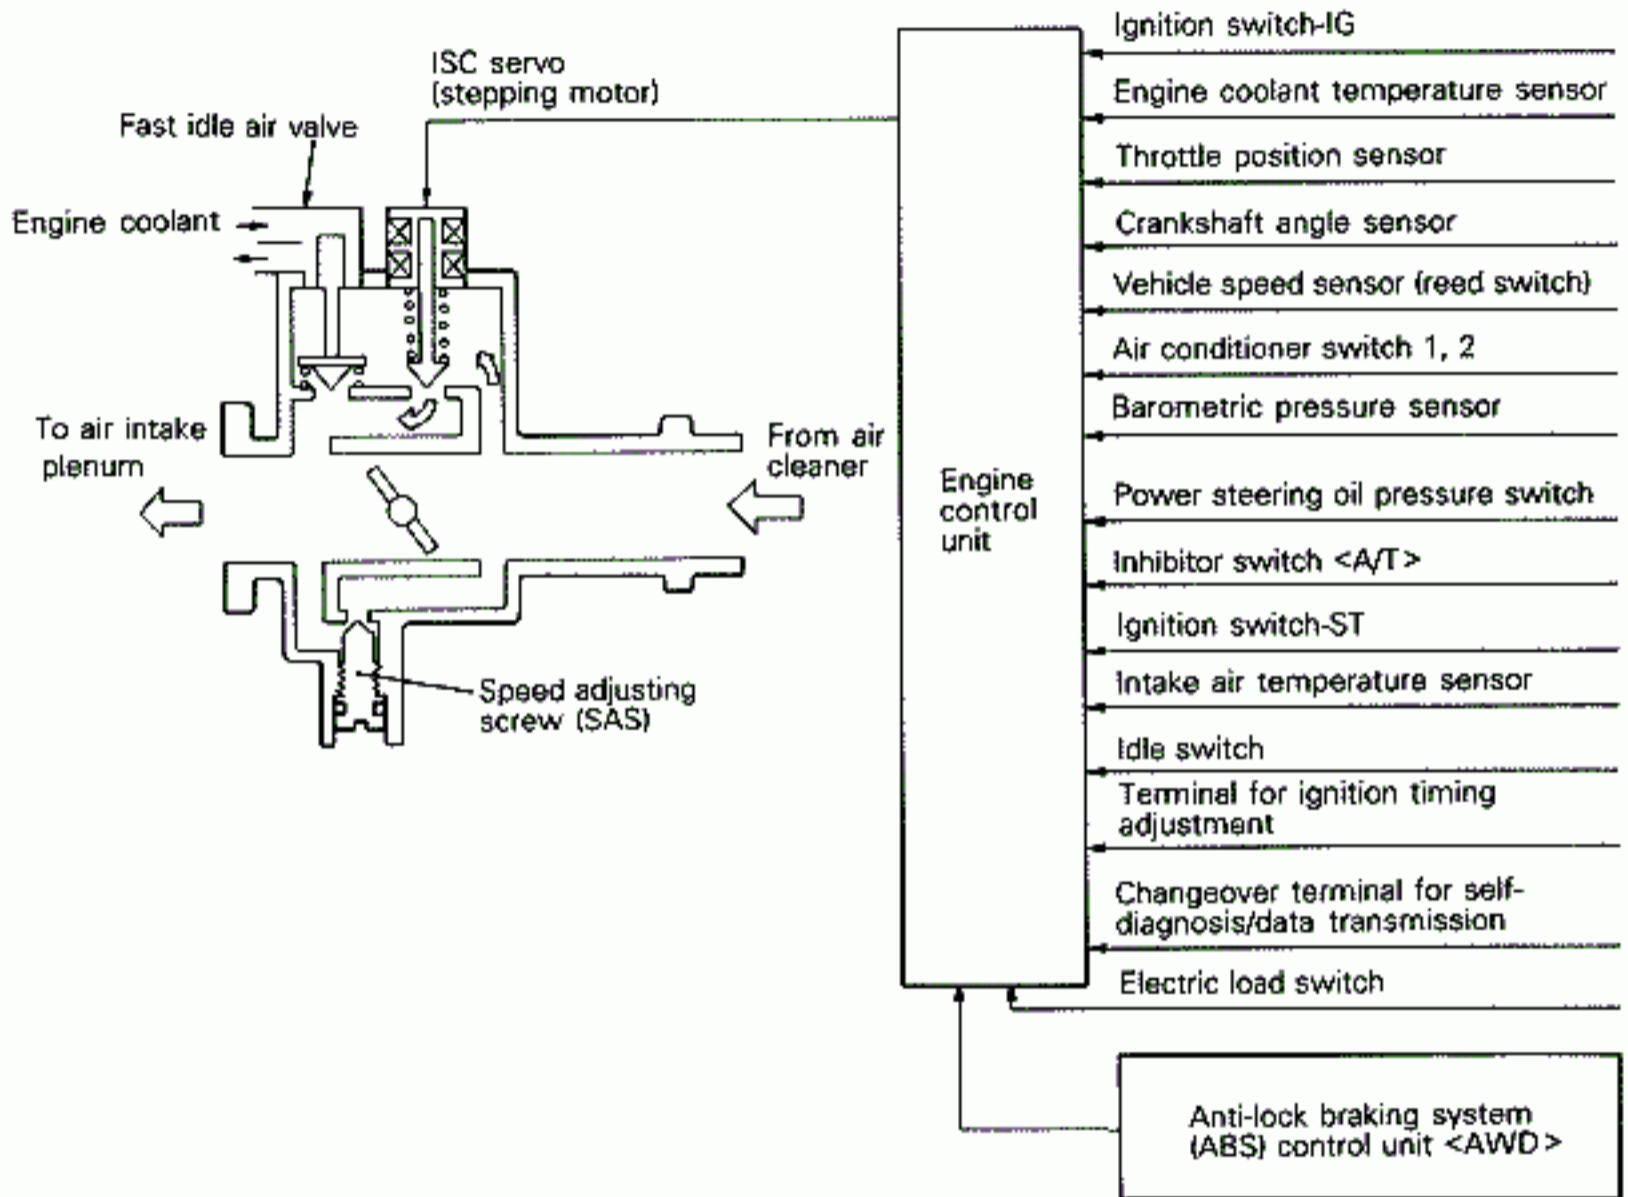 ISC servo
(stepping motor)
Fast idle air valve
Engine coolant
To air intake
plenum
From air
cleaner
Speed adjusting
screw (SAS)
Engine
control
unit
Ignition switch-IG
Engine coolant temperature sensor
Throttle position sensor
Crankshaft angle sensor
Vehicle speed sensor (reed switch)
Air conditioner switch 1, 2
Barometric pressure sensor
Power steering oil pressure switch
Inhibitor switch <A/T>
Ignition switch-ST
Intake air temperature sensor
Idle switch
Terminal for ignition timing
adjustment
Changeover terminal for self-
diagnosis/data transmission
Electric load switch
Anti-lock braking system
(ABS) control unit <AWD>